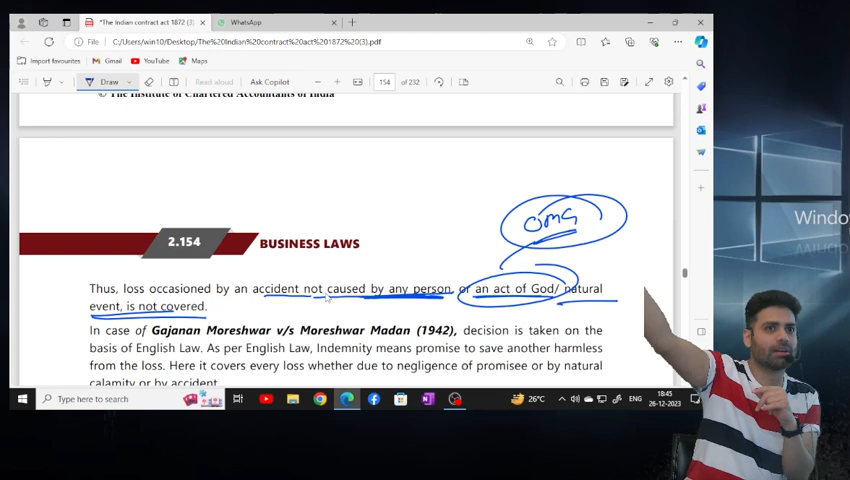 *The Indian contract act 1872 (3).p
WhatsApp
File
C:/Users/win10/Desktop/The%20Indian%20contract%20act%201872%20(3).pdf
Import favourites
Gmail
YouTube
Maps
Draw
Read aloud
Ask Copilot
154
of 232
© The Institute of Chartered Accountants of India
OMG
2.154
BUSINESS LAWS
Thus, loss occasioned by an accident not caused by any person, or an act of God/ natural
event, is not covered.
In case of Gajanan Moreshwar v/s Moreshwar Madan (1942), decision is taken on the
basis of English Law. As per English Law, Indemnity means promise to save another harmless
from the loss. Here it covers every loss whether due to negligence of promisee or by natural
calamity or by accident.
Type here to search
26°C
ENG
18:45
26-12-2023
Window